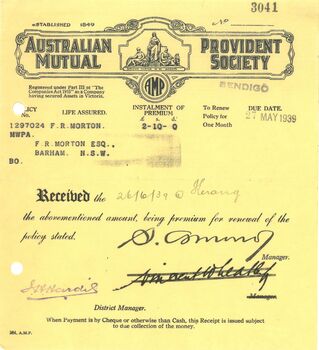 3041
ESTABLISHED 1849
No
AUSTRALIAN MUTUAL PROVIDENT SOCIETY
AMP
Registered under Part III of "The Companies Act 1915" as a Company having secured Assets in Victoria.
BENDIGO
CY LIFE ASSURED. INSTALMENT OF PREMIUM To Renew Policy for One Month DUE DATE.
£ s. d.
27 MAY 1939
1297024 F.R.MORTON. 2-10-0
MWPA.
F.R.MORTON ESQ.,
BARHAM. N.S.W.
BO.
Received the 26/6/39 @ Kerang
the abovementioned amount, being premium for renewal of the
policy stated.
Manager.
Manager.
District Manager.
When Payment is by Cheque or otherwise than Cash, this Receipt is issued subject
to due collection of the money.
A.M.P.